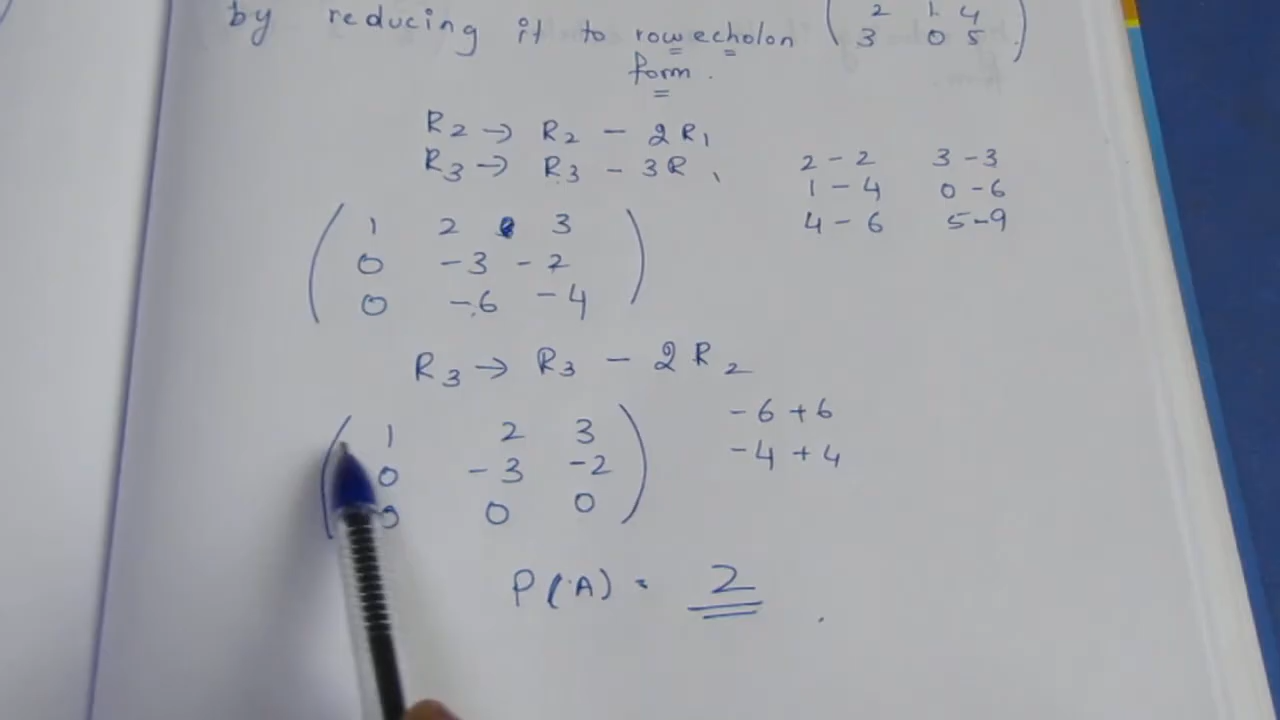 2 1 4
by reducing it to row echolon ( 3 0 5 )
form.
R2 → R2 - 2R1
R3 → R3 - 3R1
2-2 3-3
1-4 0-6
4-6 5-9
1 2 3
0 -3 -2
0 -6 -4
R3 → R3 - 2R2
-6+6
-4+4
1 2 3
0 -3 -2
0 0 0
P(A) = 2